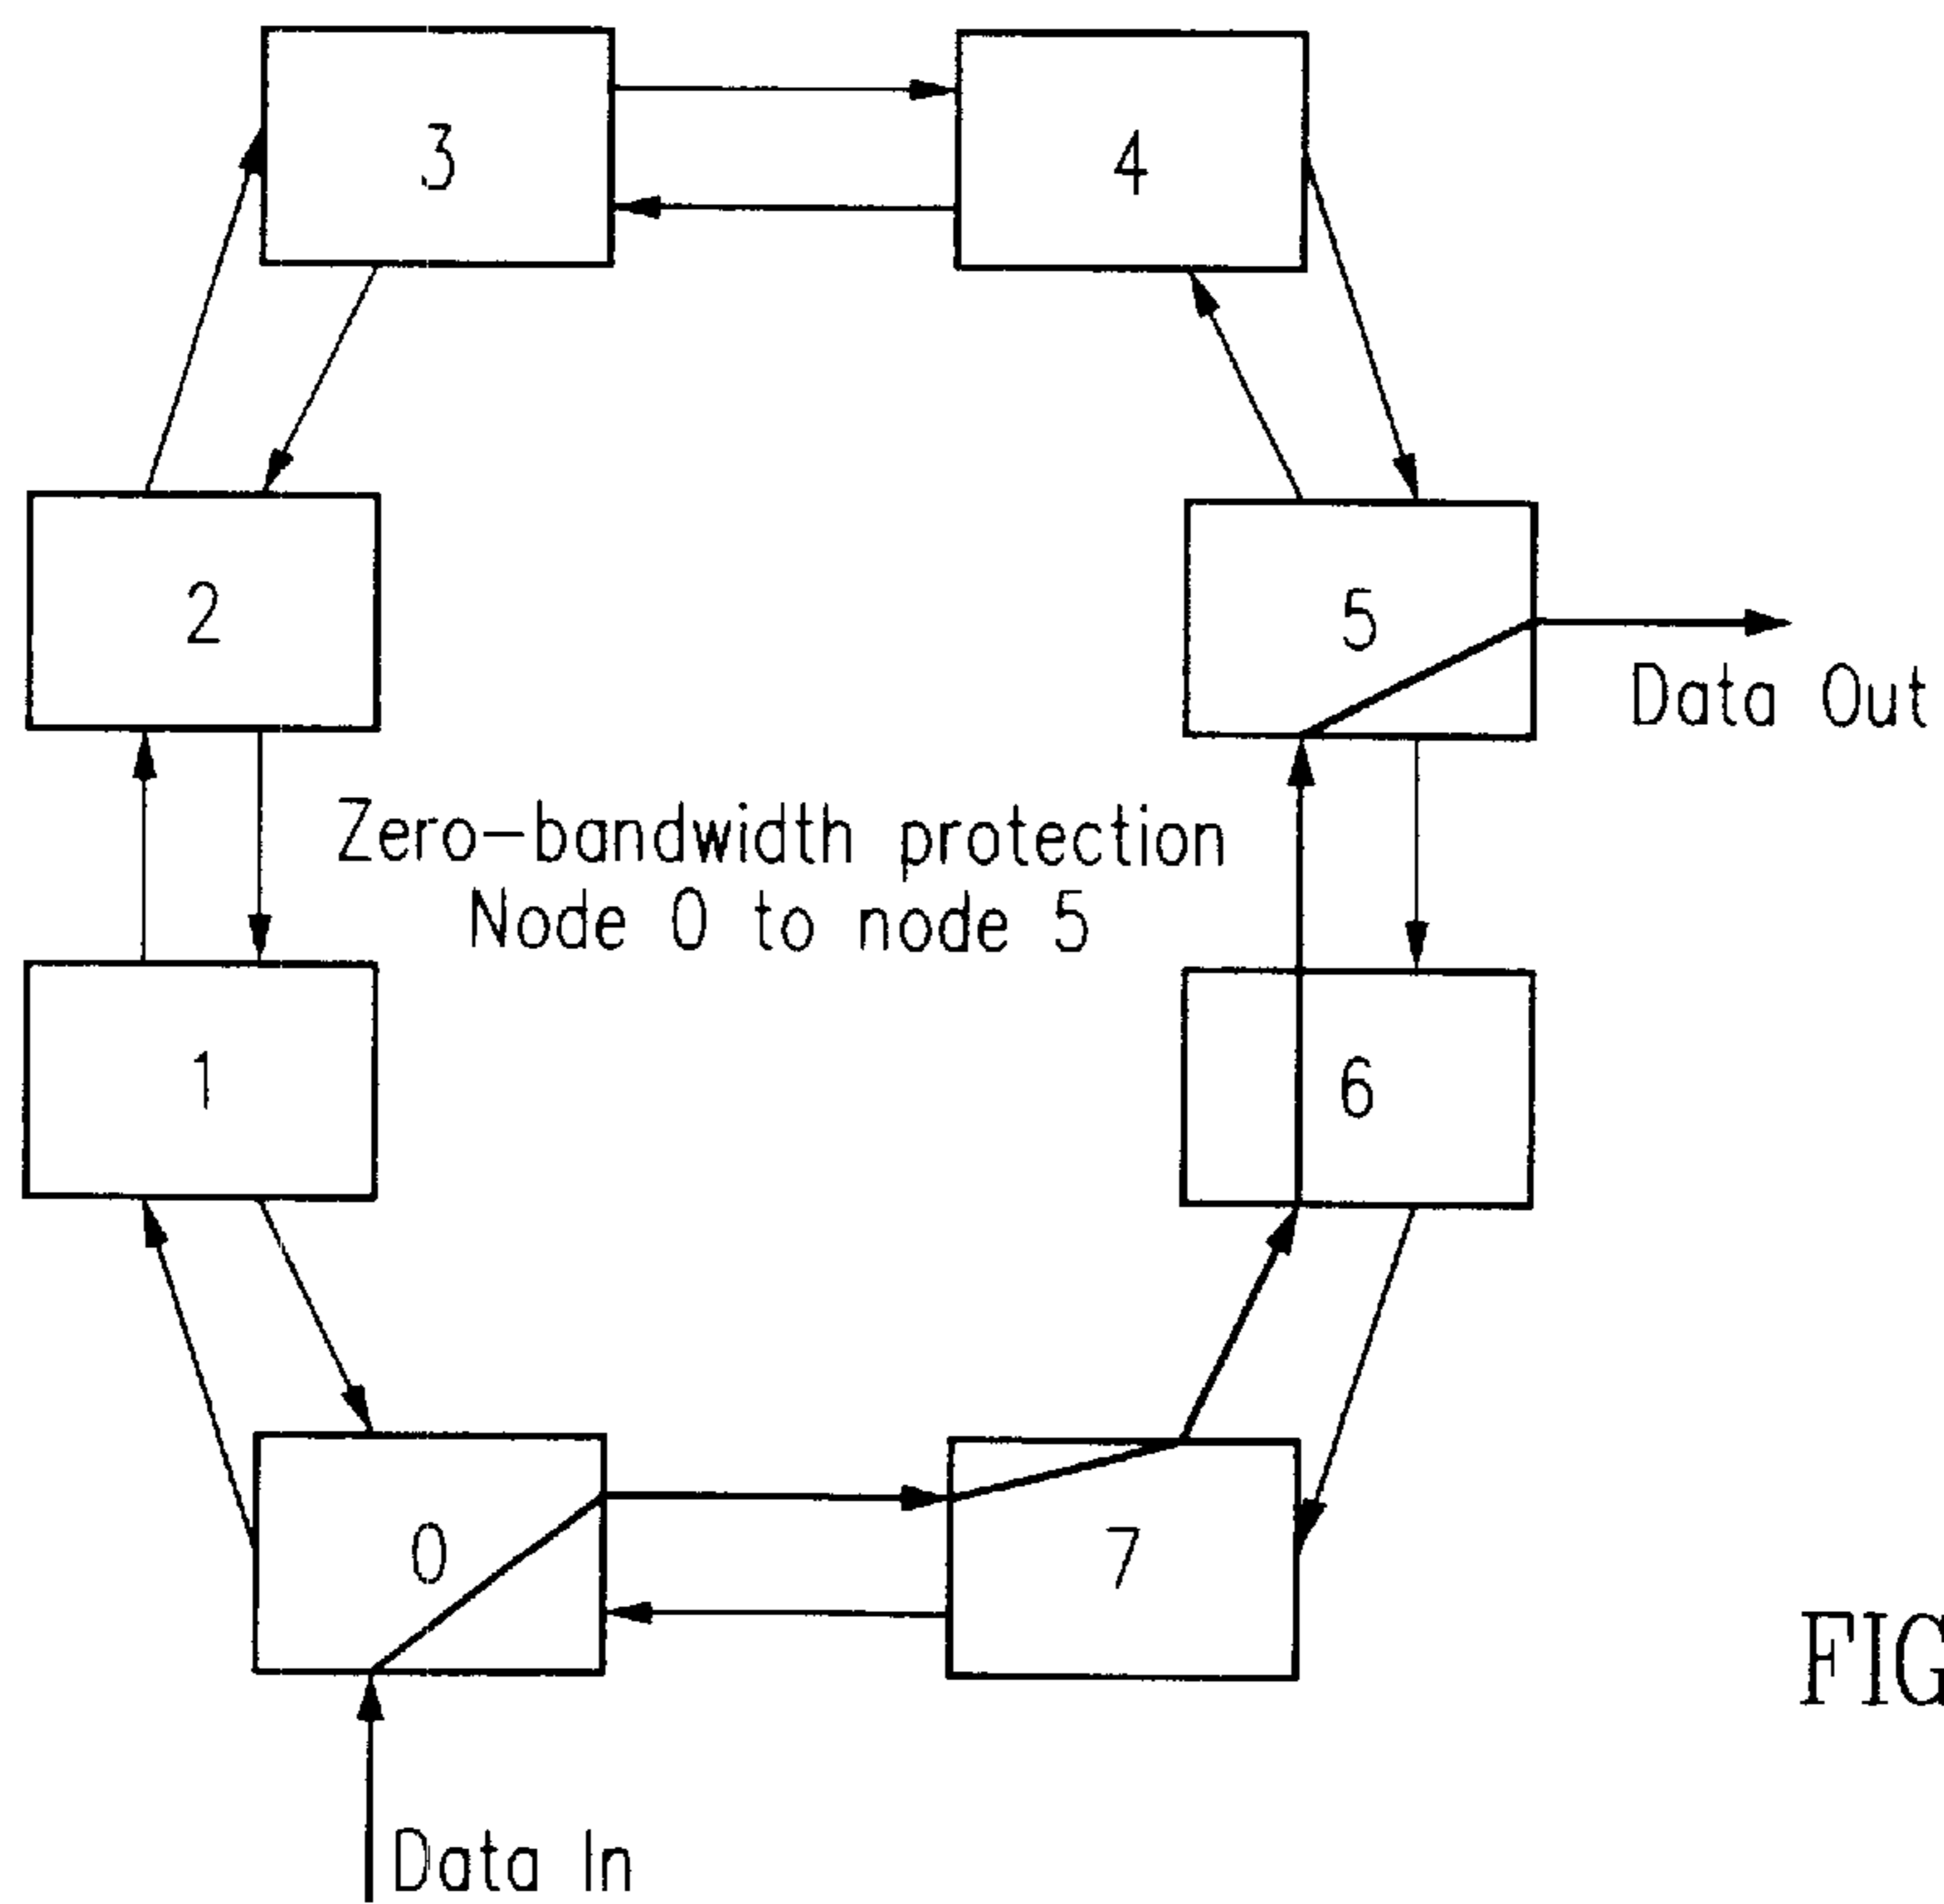 3
4
2
5
Data Out
Zero-bandwidth protection
Node 0 to node 5
1
6
0
7
FIG
Data In